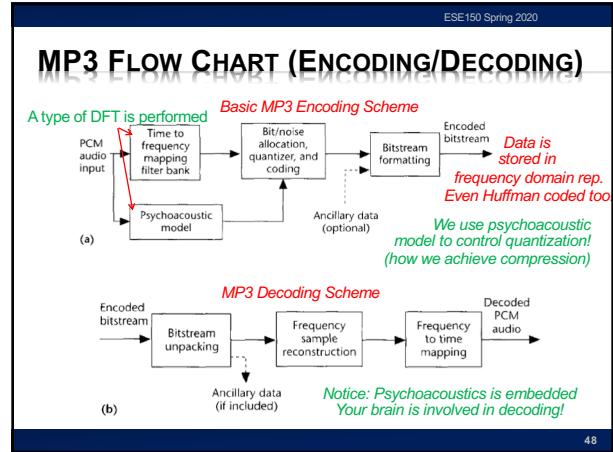 ESE150 Spring 2020
MP3 FLOW CHART (ENCODING/DECODING)
Basic MP3 Encoding Scheme
A type of DFT is performed
PCM
audio
input
Time to
frequency
mapping
filter bank
Bit/noise
allocation,
quantizer, and
coding
Bitstream
formatting
Encoded
bitstream
Data is
stored in
frequency domain rep.
Even Huffman coded too.
Psychoacoustic
model
Ancillary data
(optional)
(a)
We use psychoacoustic
model to control quantization!
(how we achieve compression)
MP3 Decoding Scheme
Encoded
bitstream
Bitstream
unpacking
Frequency
sample
reconstruction
Frequency
to time
mapping
Decoded
PCM
audio
Ancillary data
(if included)
(b)
Notice: Psychoacoustics is embedded
Your brain is involved in decoding!
48